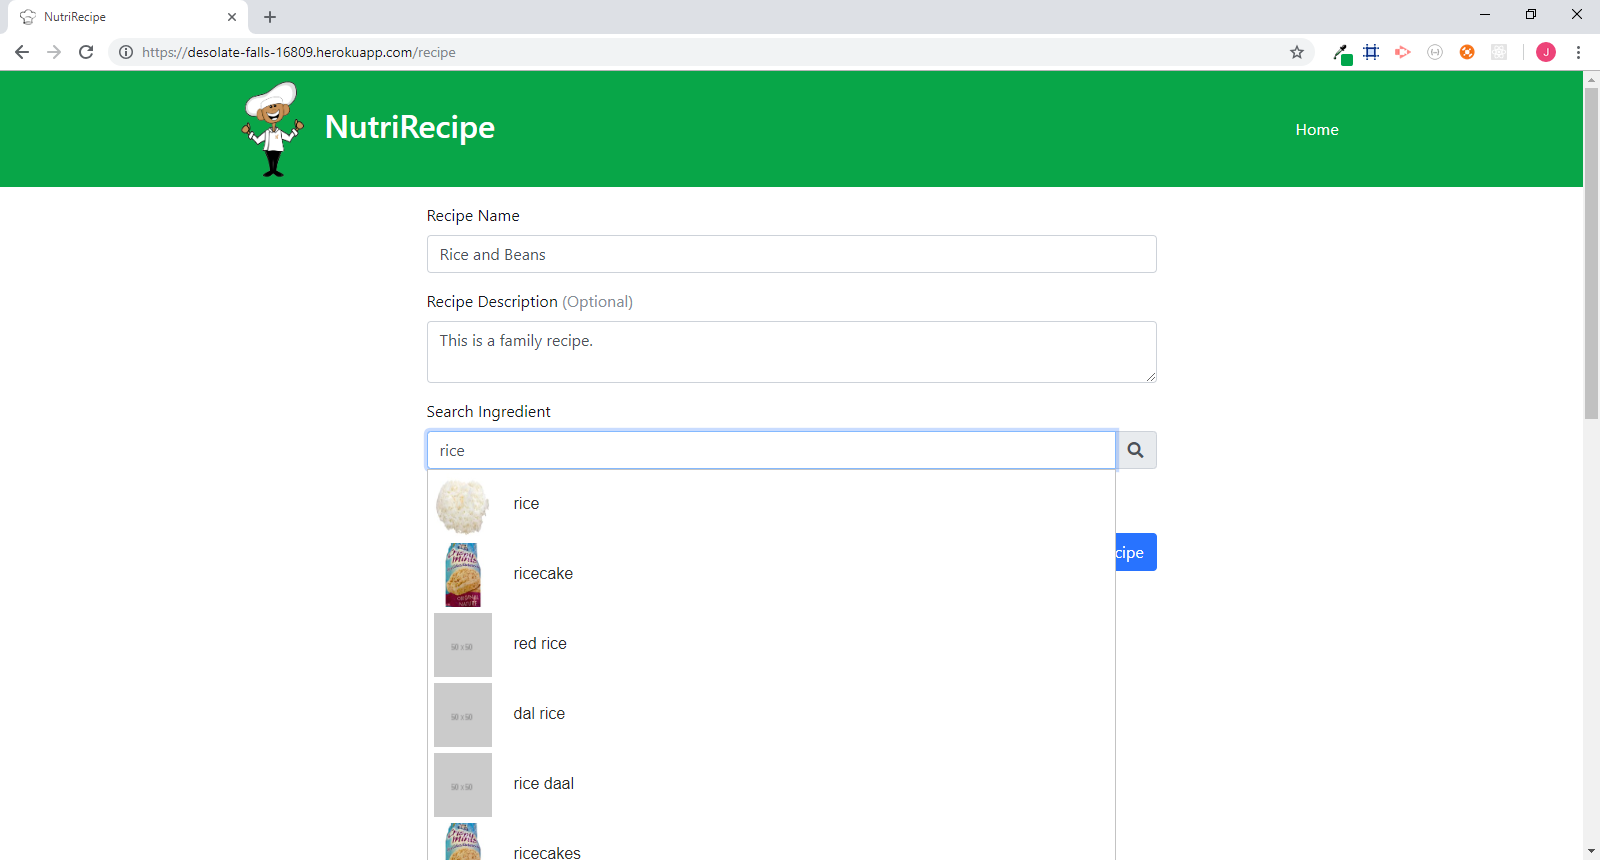 NutriRecipe
https://desolate-falls-16809.herokuapp.com/recipe
J
NutriRecipe
Home
Recipe Name
Rice and Beans
Recipe Description (Optional)
This is a family recipe.
Search Ingredient
rice
rice
cipe
ricecake
50 x 50
red rice
50 x 50
dal rice
50 x 50
rice daal
ricecakes